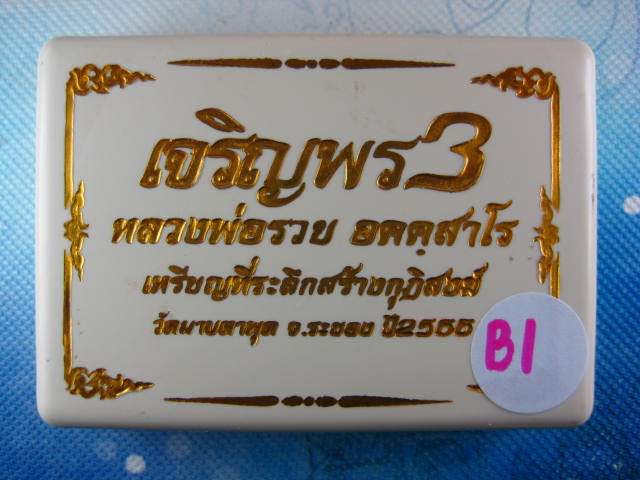 เจริญพร 3
หลวงพ่อรวย อตตฺสาโร
เหรียญที่ระลึกสร้างกุฏิสงฆ์
วัดมาบตาพุด จ.ระยอง ปี2555
B1